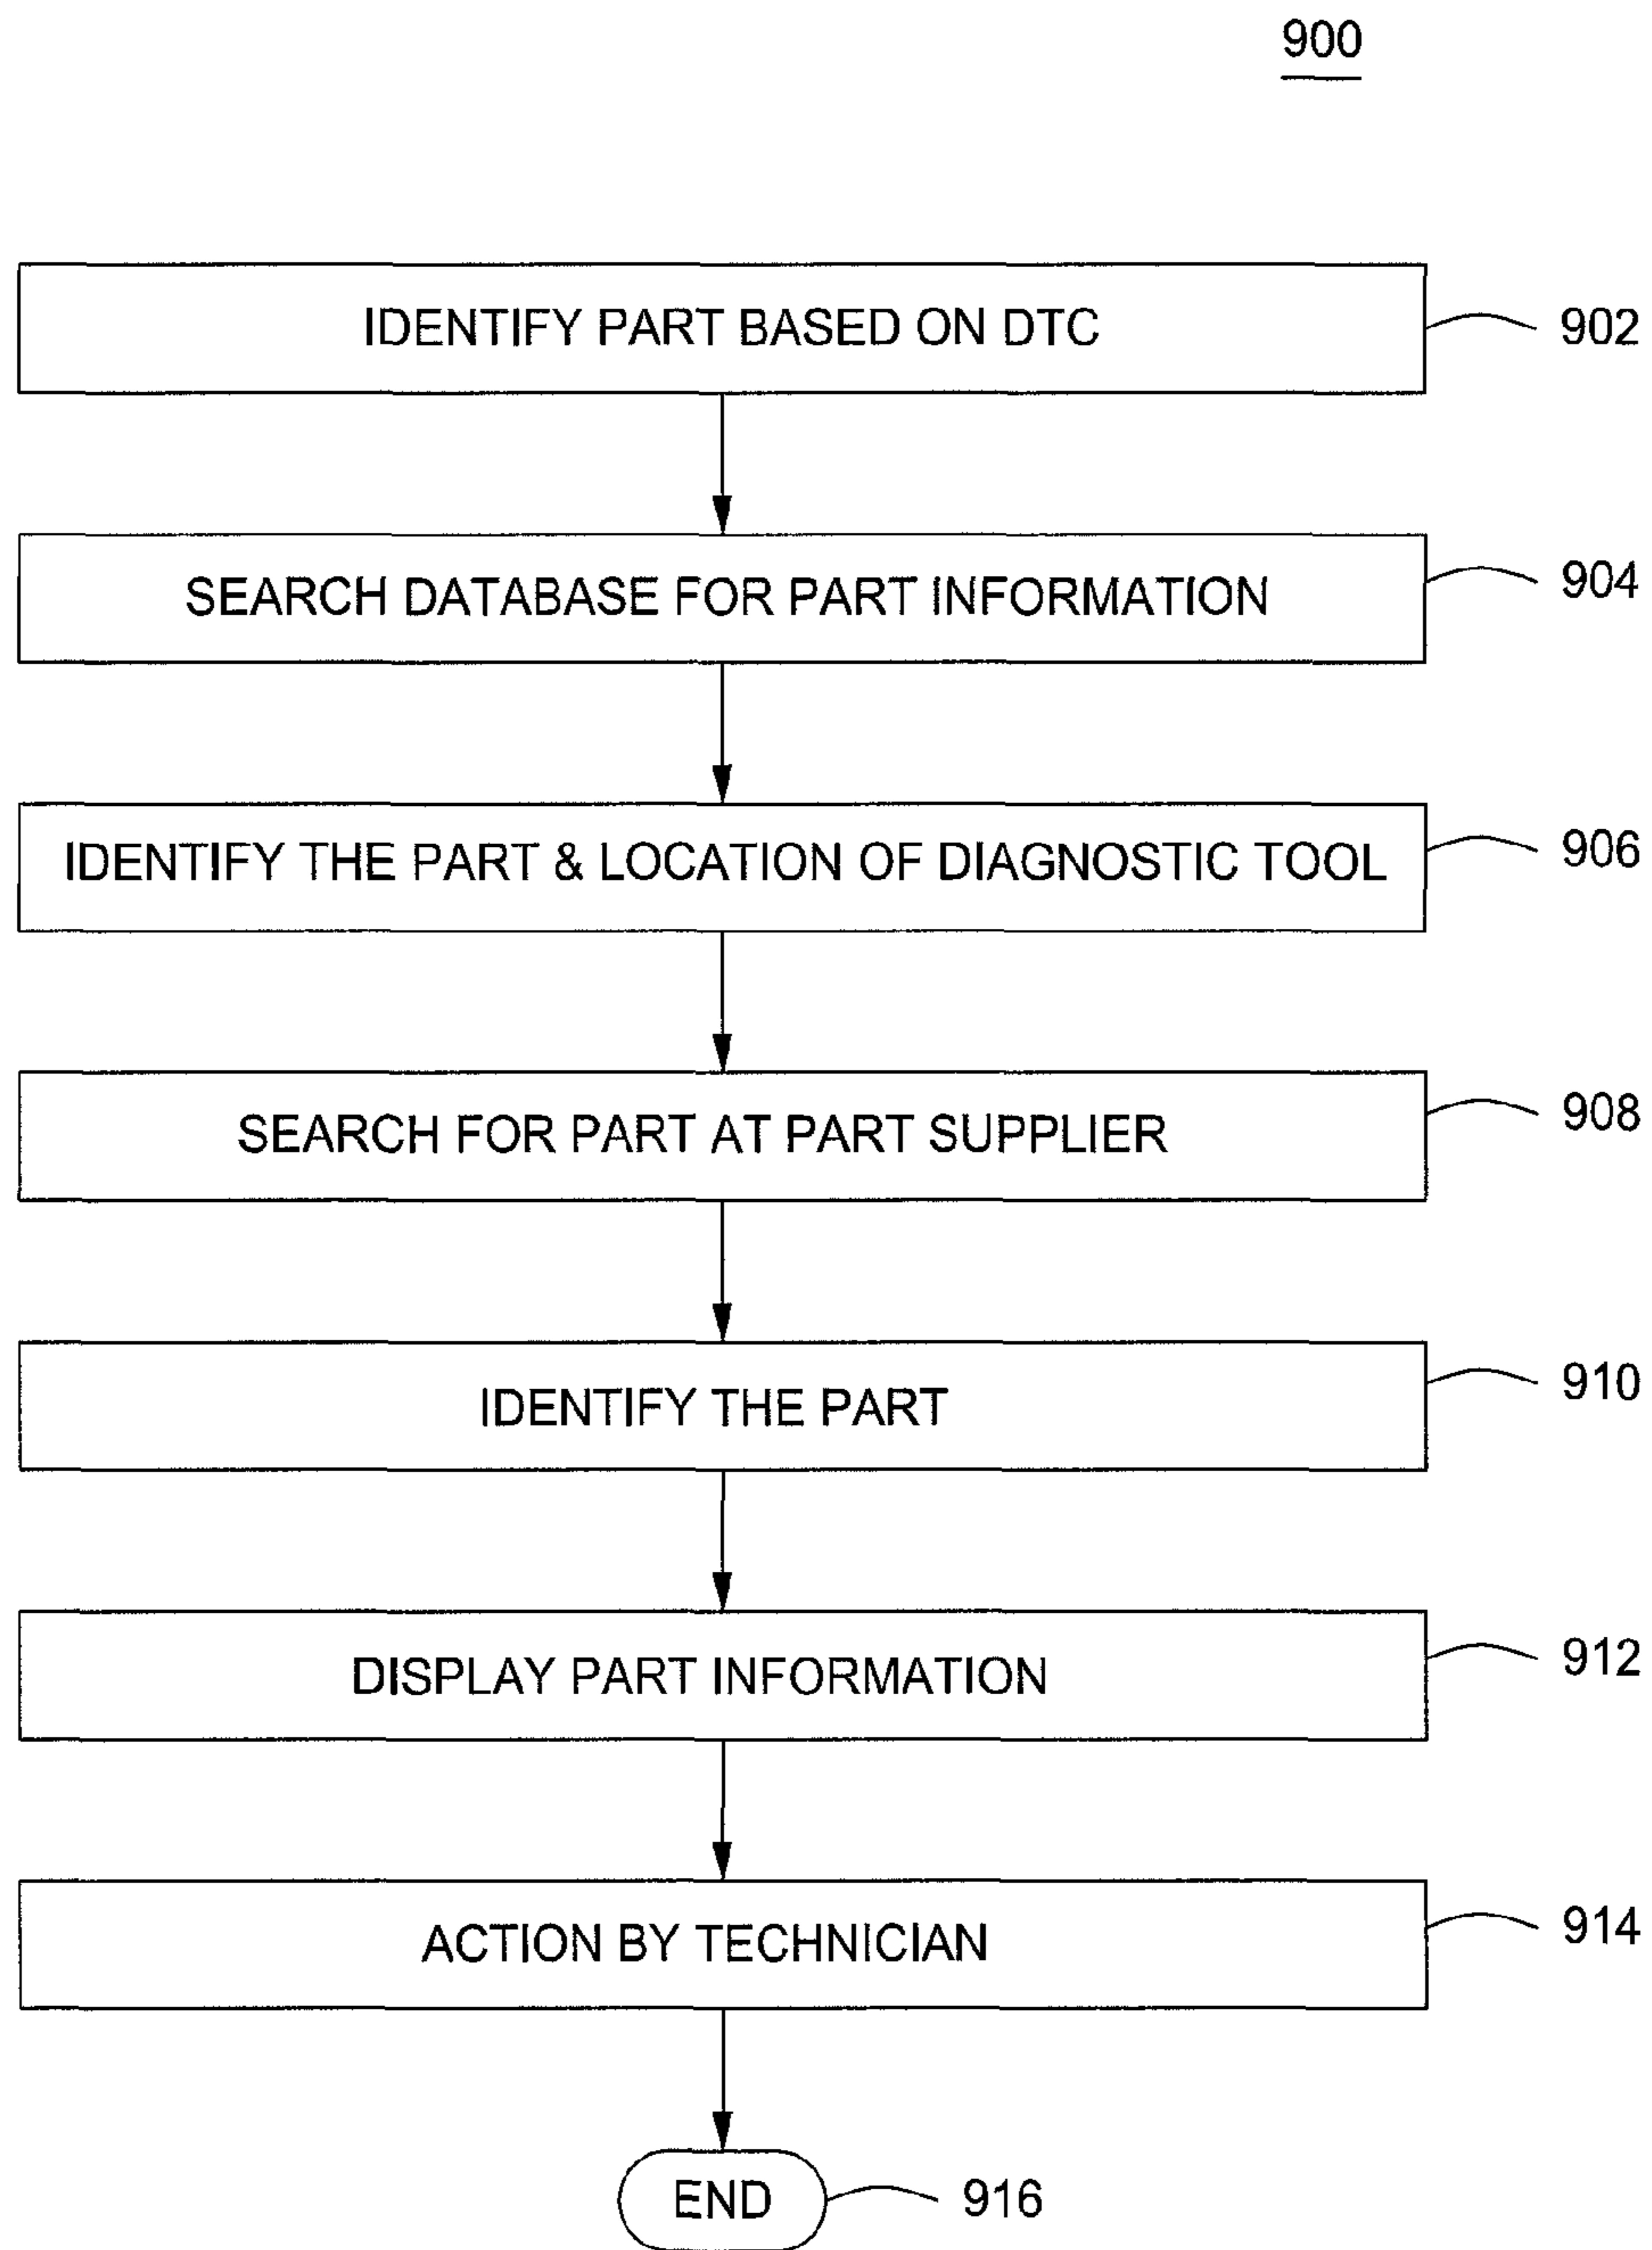 900
IDENTIFY PART BASED ON DTC
902
SEARCH DATABASE FOR PART INFORMATION
904
IDENTIFY THE PART & LOCATION OF DIAGNOSTIC TOOL
906
SEARCH FOR PART AT PART SUPPLIER
908
IDENTIFY THE PART
910
DISPLAY PART INFORMATION
912
ACTION BY TECHNICIAN
914
END
916